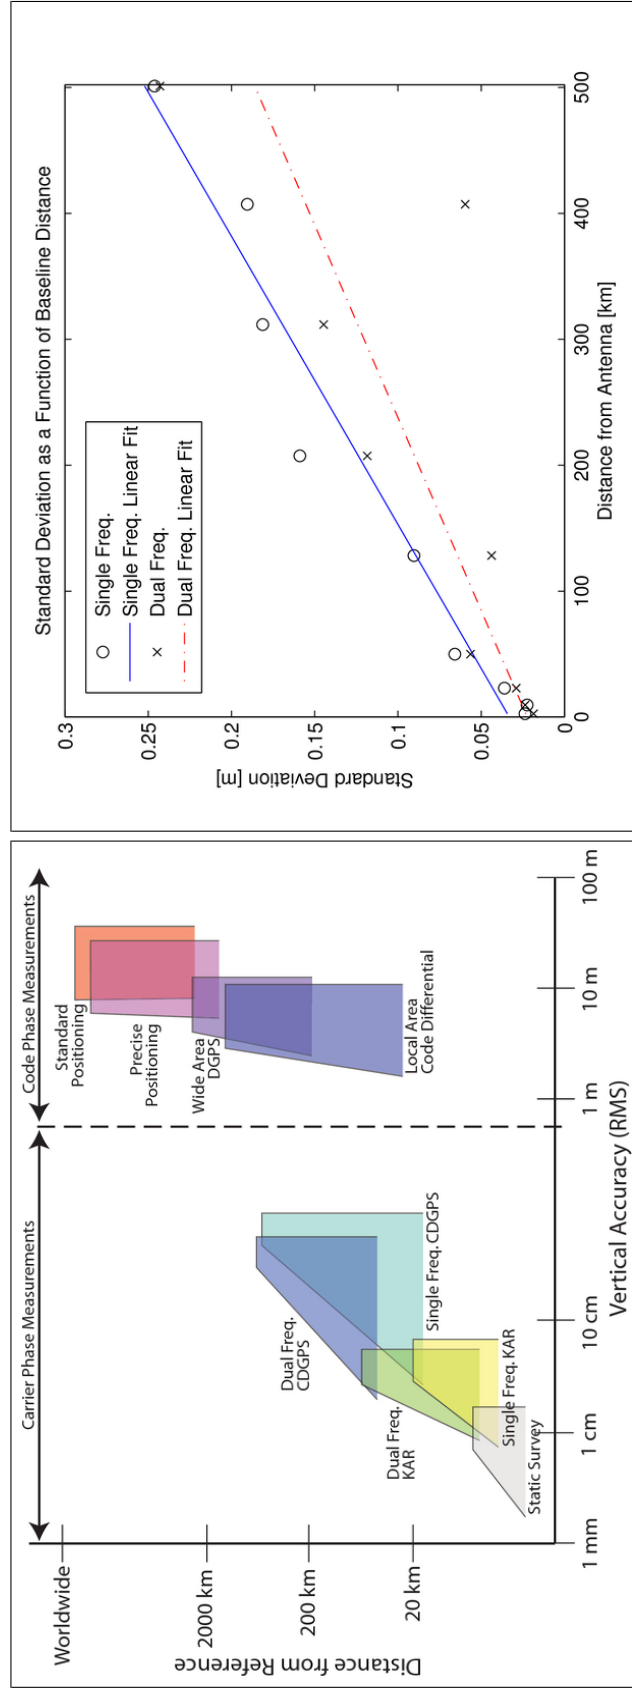 Carrier Phase Measurements
Code Phase Measurements
Worldwide
2000 km
200 km
20 km
Distance from Reference
Standard
Positioning
Precise
Positioning
Wide Area
DGPS
Local Area
Code Differential
Dual Freq.
CDGPS
Single Freq. CDGPS
Dual Freq.
KAR
Single Freq. KAR
Static Survey
1 mm
1 cm
10 cm
1 m
10 m
100 m
Vertical Accuracy (RMS)
Standard Deviation as a Function of Baseline Distance
Single Freq.
Single Freq. Linear Fit
Dual Freq.
Dual Freq. Linear Fit
0.3
0.25
0.2
0.15
0.1
0.05
0
Standard Deviation [m]
0
100
200
300
400
500
Distance from Antenna [km]